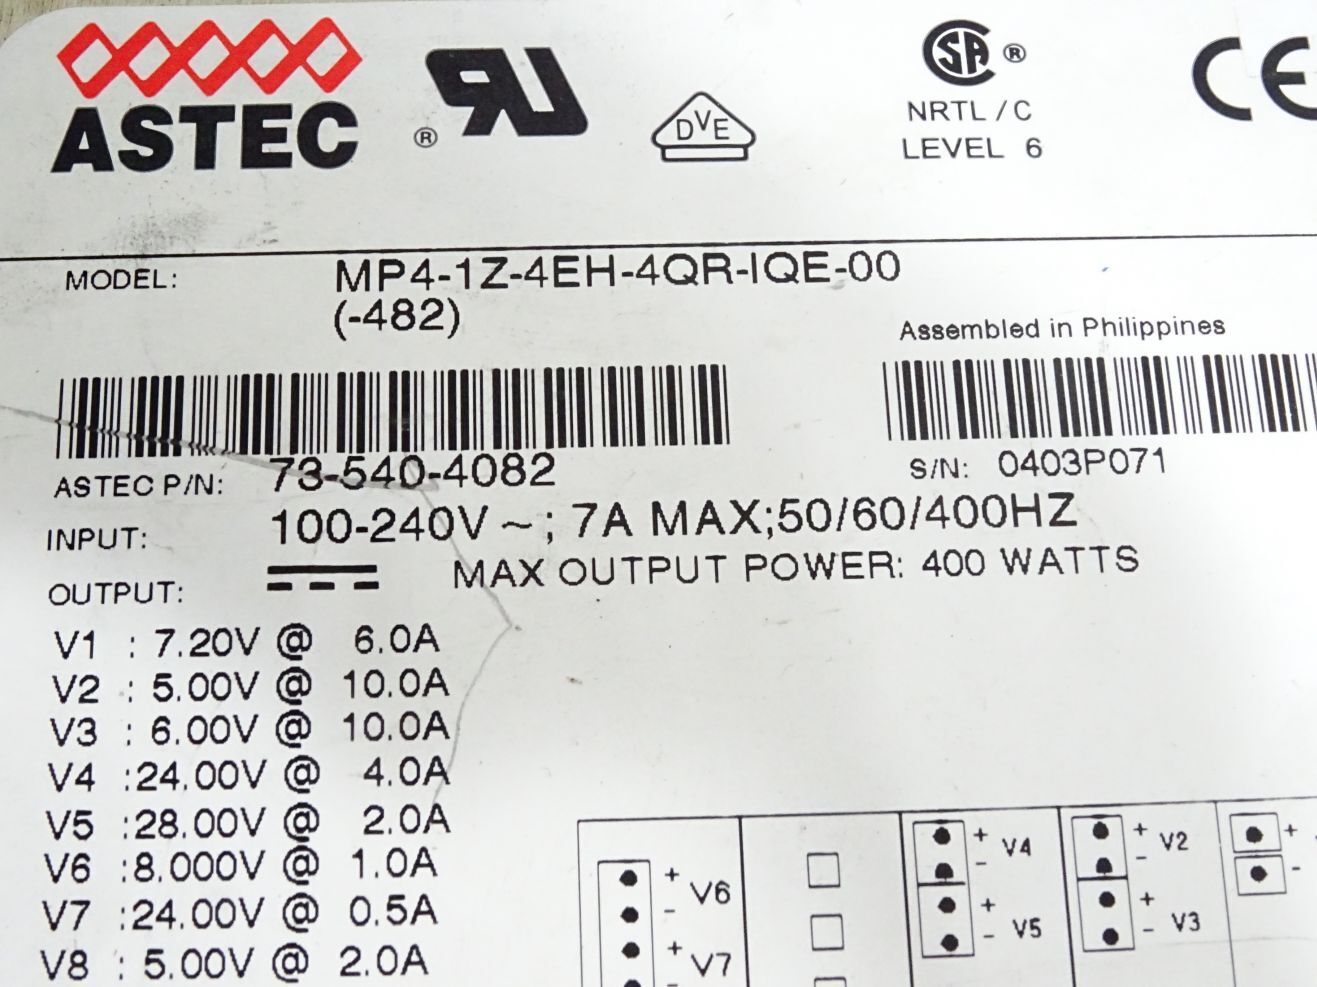 ASTEC
®
DVE
SA ®
NRTL / C
LEVEL 6
CE
MODEL: MP4-1Z-4EH-4QR-IQE-00
(-482)
Assembled in Philippines
ASTEC P/N: 73-540-4082
S/N: 0403P071
INPUT: 100-240V ~; 7A MAX;50/60/400HZ
OUTPUT: MAX OUTPUT POWER: 400 WATTS
V1 : 7.20V @ 6.0A
V2 : 5.00V @ 10.0A
V3 : 6.00V @ 10.0A
V4 :24.00V @ 4.0A
V5 :28.00V @ 2.0A
V6 :8.000V @ 1.0A
V7 :24.00V @ 0.5A
V8 : 5.00V @ 2.0A
+ V6 -
+ V7 -
+ V4 -
+ V5 -
+ V2 -
+ V3 -
+
-